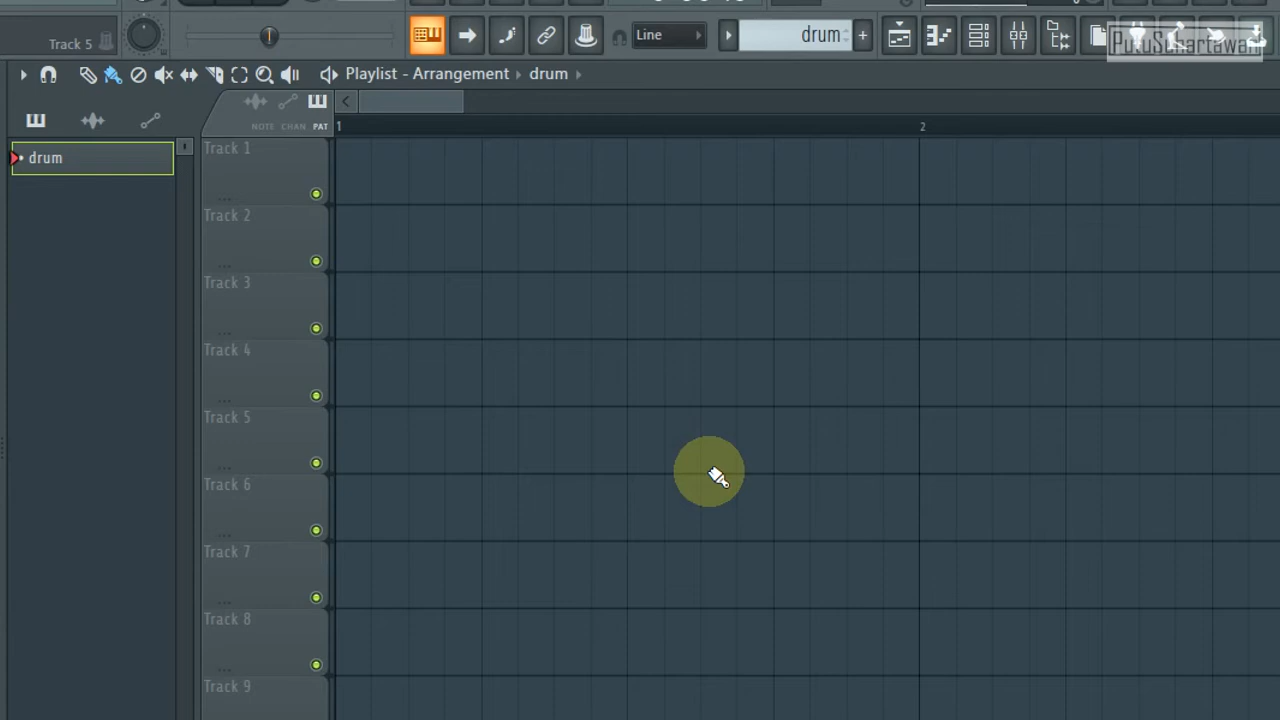 Track 5
Line
drum
PutuSuhartawan
Playlist - Arrangement
drum
NOTE CHAN PAT
1
2
drum
Track 1
Track 2
Track 3
Track 4
Track 5
Track 6
Track 7
Track 8
Track 9